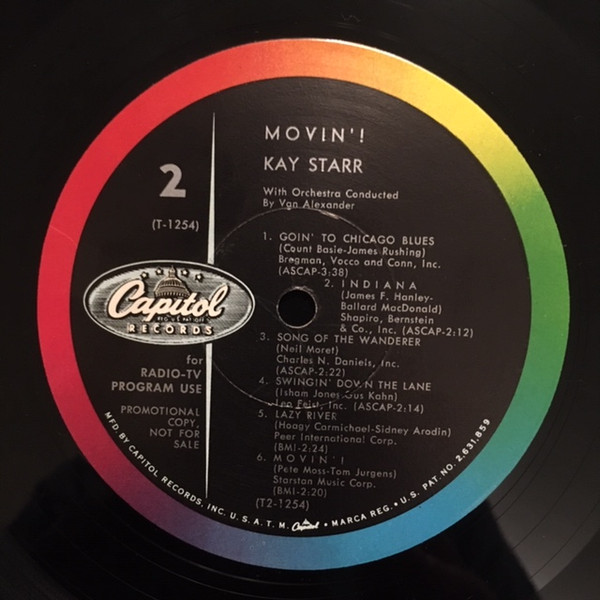 MOVIN'!
KAY STARR
With Orchestra Conducted
By Van Alexander
2
(T-1254)
1. GOIN' TO CHICAGO BLUES
(Count Basie-James Rushing)
Bregman, Vocco and Conn, Inc.
(ASCAP-3:38)
2. INDIANA
(James F. Hanley-
Ballard MacDonald)
Shapiro, Bernstein
& Co., Inc. (ASCAP-2:12)
3. SONG OF THE WANDERER
(Neil Moret)
Charles N. Daniels, Inc.
(ASCAP-2:22)
4. SWINGIN' DOWN THE LANE
(Isham Jones-Gus Kahn)
Leo Feist, Inc. (ASCAP-2:14)
5. LAZY RIVER
(Hoagy Carmichael-Sidney Arodin)
Peer International Corp.
(BMI-2:24)
6. MOVIN'!
(Pete Moss-Tom Jurgens)
Starstan Music Corp.
(BMI-2:20)
(T2-1254)
Capitol
RECORDS
for
RADIO-TV
PROGRAM USE
PROMOTIONAL
COPY,
NOT FOR
SALE
MFD BY CAPITOL RECORDS, INC. U.S.A. T.M. Capitol • MARCA REG. • U.S. PAT. NO. 2,631,859